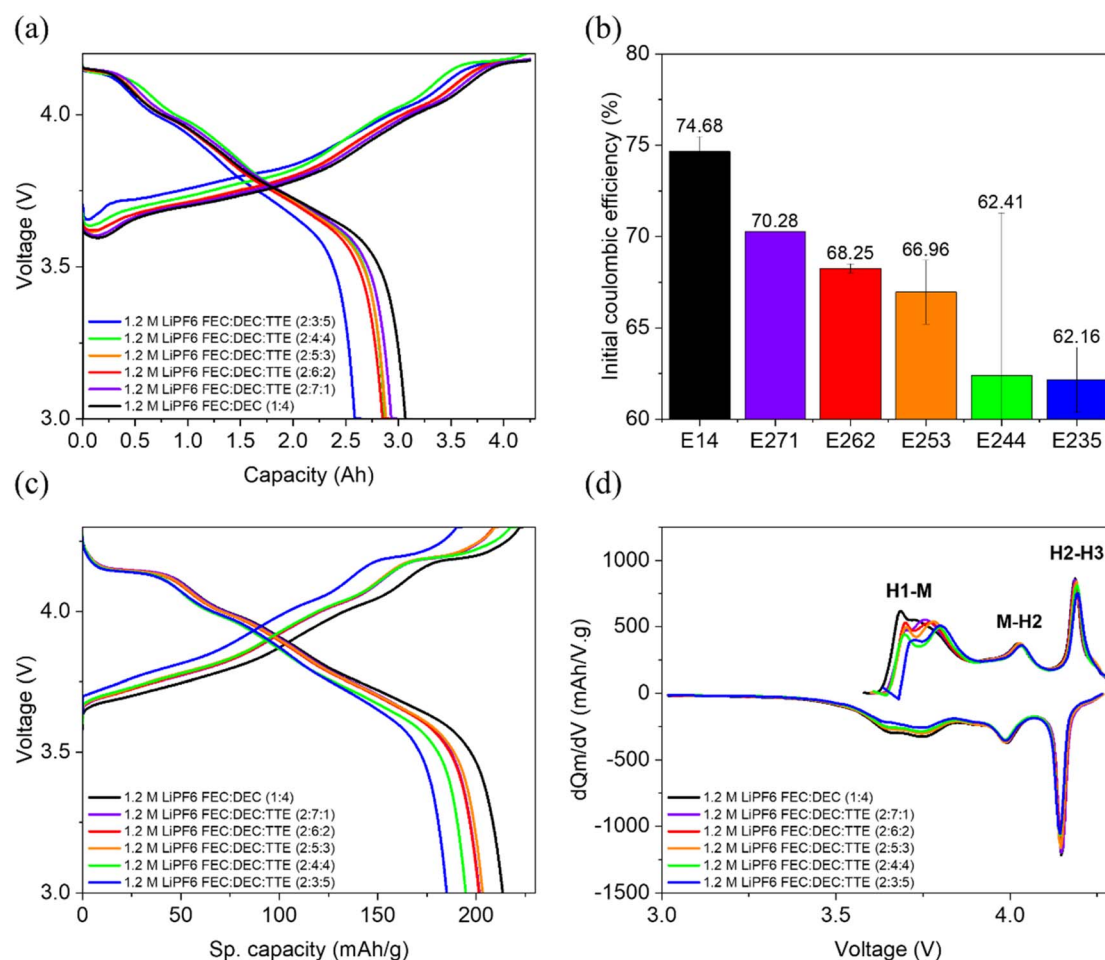 (a)
Voltage (V)
4.0
3.5
3.0
1.2 M LiPF6 FEC:DEC:TTE (2:3:5)
1.2 M LiPF6 FEC:DEC:TTE (2:4:4)
1.2 M LiPF6 FEC:DEC:TTE (2:5:3)
1.2 M LiPF6 FEC:DEC:TTE (2:6:2)
1.2 M LiPF6 FEC:DEC:TTE (2:7:1)
1.2 M LiPF6 FEC:DEC (1:4)
0.0 0.5 1.0 1.5 2.0 2.5 3.0 3.5 4.0
Capacity (Ah)
(b)
Initial coulombic efficiency (%)
80
75
70
65
60
74.68
70.28
68.25
66.96
62.41
62.16
E14 E271 E262 E253 E244 E235
(c)
Voltage (V)
4.0
3.5
3.0
1.2 M LiPF6 FEC:DEC (1:4)
1.2 M LiPF6 FEC:DEC:TTE (2:7:1)
1.2 M LiPF6 FEC:DEC:TTE (2:6:2)
1.2 M LiPF6 FEC:DEC:TTE (2:5:3)
1.2 M LiPF6 FEC:DEC:TTE (2:4:4)
1.2 M LiPF6 FEC:DEC:TTE (2:3:5)
0 50 100 150 200
Sp. capacity (mAh/g)
(d)
dQm/dV (mAh/V.g)
1000
500
0
-500
-1000
-1500
H1-M
M-H2
H2-H3
1.2 M LiPF6 FEC:DEC (1:4)
1.2 M LiPF6 FEC:DEC:TTE (2:7:1)
1.2 M LiPF6 FEC:DEC:TTE (2:6:2)
1.2 M LiPF6 FEC:DEC:TTE (2:5:3)
1.2 M LiPF6 FEC:DEC:TTE (2:4:4)
1.2 M LiPF6 FEC:DEC:TTE (2:3:5)
3.0 3.5 4.0
Voltage (V)